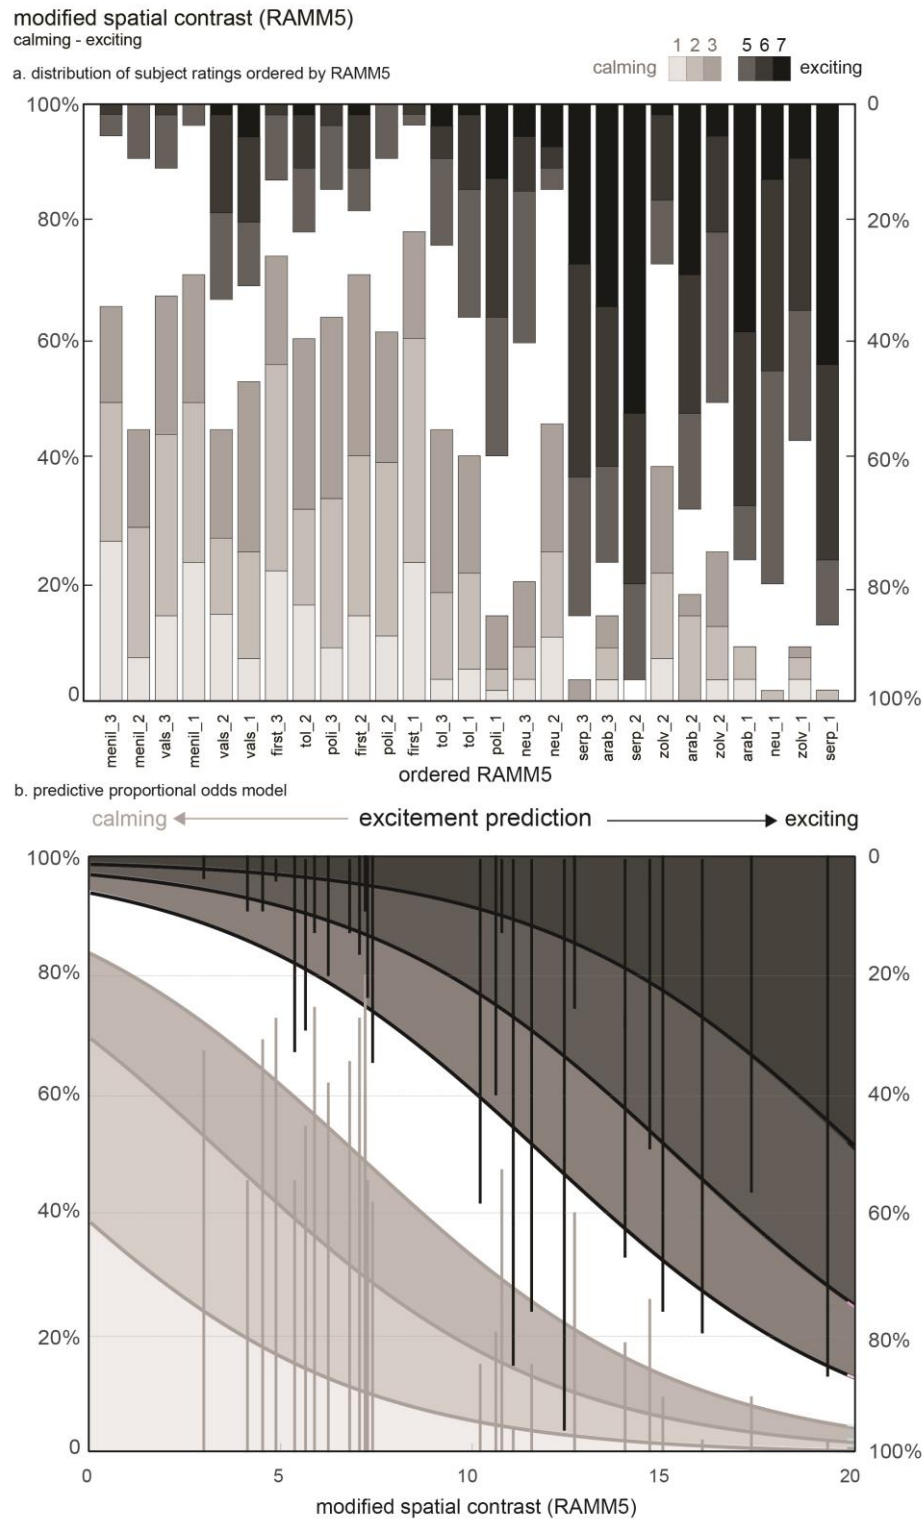 modified spatial contrast (RAMM5)
calming - exciting
1 2 3 5 6 7
calming exciting
a. distribution of subject ratings ordered by RAMM5
100% 0
80% 20%
60% 40%
40% 60%
20% 80%
0 100%
menil_3 menil_2 vals_3 menil_1 vals_2 vals_1 first_3 tol_2 poli_3 first_2 poli_2 first_1 tol_3 tol_1 poli_1 neu_3 neu_2 serp_3 arab_3 serp_2 zolv_2 arab_2 zolv_2 arab_1 neu_1 zolv_1 serp_1
ordered RAMM5
b. predictive proportional odds model
calming excitement prediction exciting
100% 0
80% 20%
60% 40%
40% 60%
20% 80%
0 100%
0 5 10 15 20
modified spatial contrast (RAMM5)